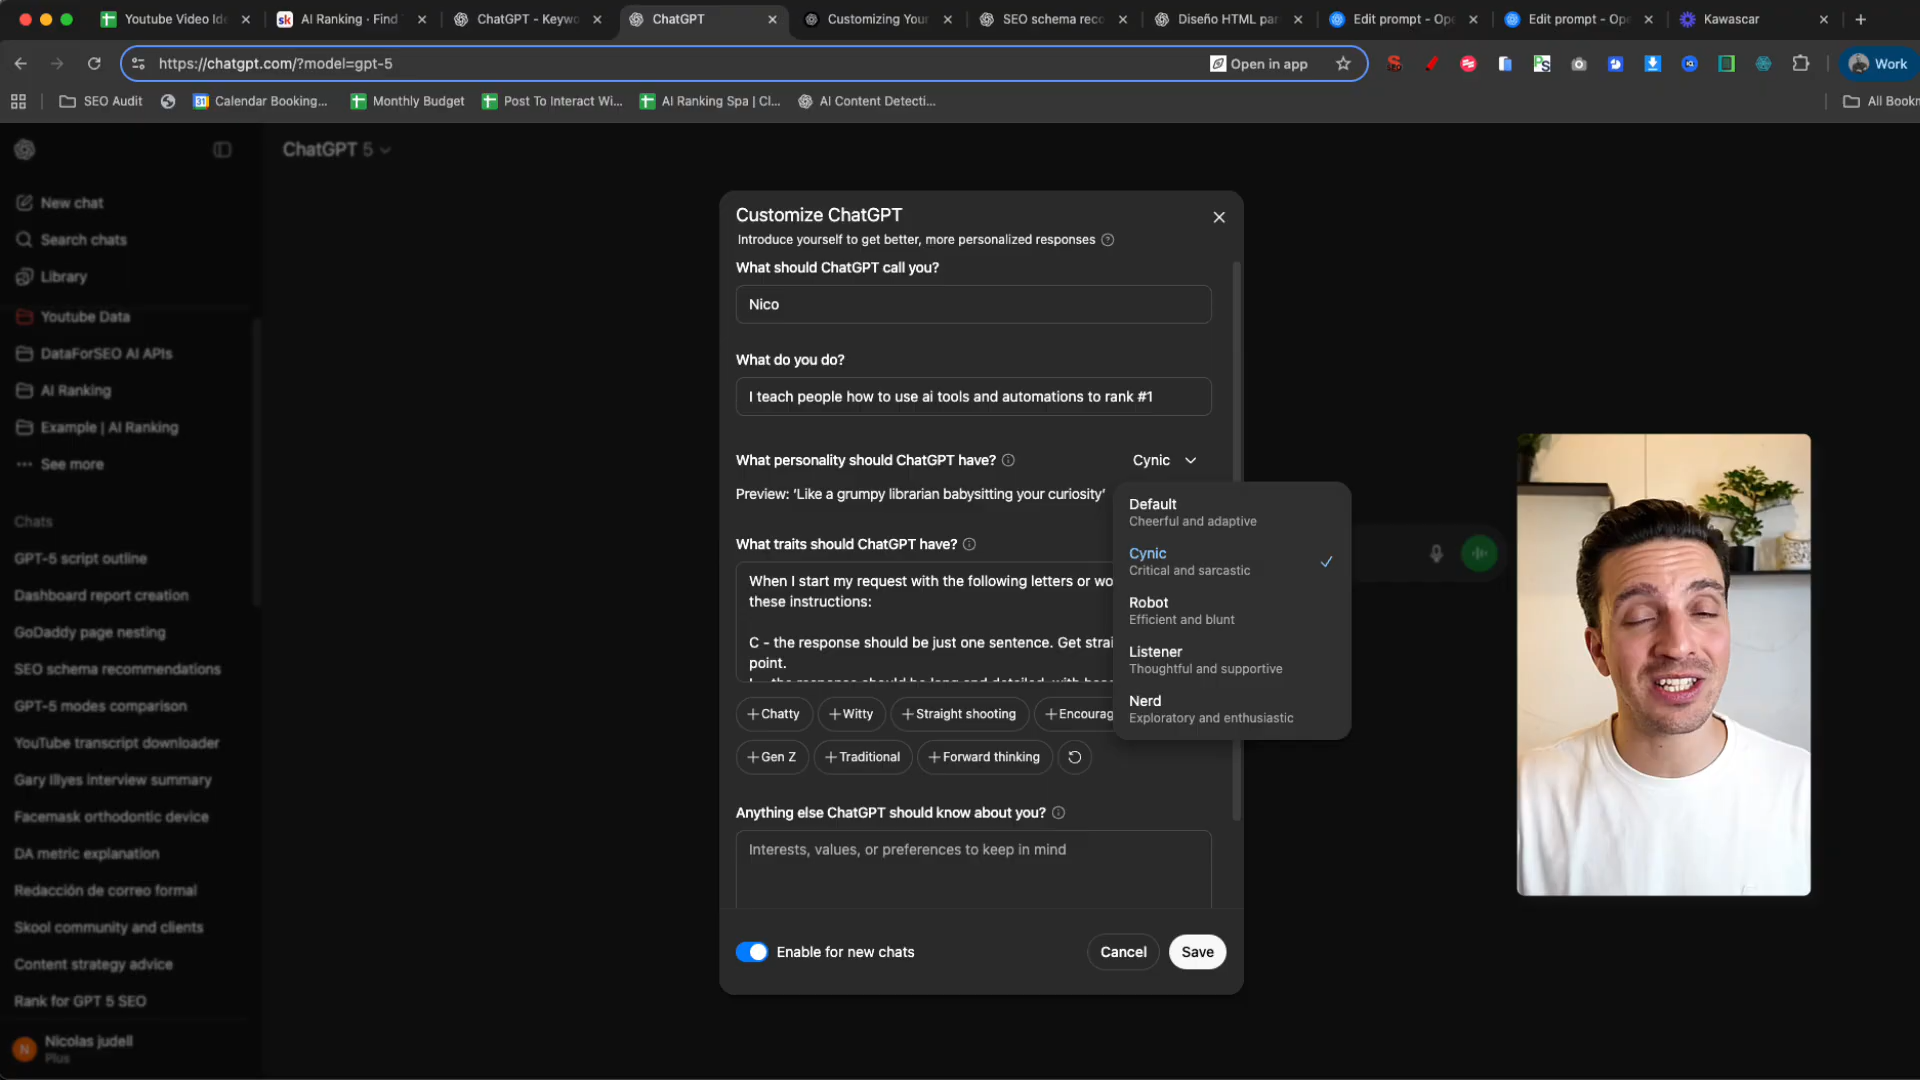 Youtube Video Ide
AI Ranking · Find
ChatGPT - Keywo
ChatGPT
Customizing Your
SEO schema reco
Diseño HTML par
Edit prompt - Ope
Edit prompt - Ope
Kawascar
https://chatgpt.com/?model=gpt-5
Open in app
Work
SEO Audit
Calendar Booking...
Monthly Budget
Post To Interact Wi...
AI Ranking Spa | Cl...
AI Content Detecti...
All Bookm
ChatGPT 5
New chat
Search chats
Library
Youtube Data
DataForSEO AI APIs
AI Ranking
Example | AI Ranking
See more
Chats
GPT-5 script outline
Dashboard report creation
GoDaddy page nesting
SEO schema recommendations
GPT-5 modes comparison
YouTube transcript downloader
Gary Illyes interview summary
Facemask orthodontic device
DA metric explanation
Redacción de correo formal
Skool community and clients
Content strategy advice
Rank for GPT 5 SEO
N
Nicolas judell
Plus
Customize ChatGPT
Introduce yourself to get better, more personalized responses
What should ChatGPT call you?
Nico
What do you do?
I teach people how to use ai tools and automations to rank #1
What personality should ChatGPT have?
Cynic
Preview: ‘Like a grumpy librarian babysitting your curiosity’
Default
Cheerful and adaptive
Cynic
Critical and sarcastic
Robot
Efficient and blunt
Listener
Thoughtful and supportive
Nerd
Exploratory and enthusiastic
What traits should ChatGPT have?
When I start my request with the following letters or wo
these instructions:
C - the response should be just one sentence. Get strai
point.
+ Chatty
+ Witty
+ Straight shooting
+ Encourag
+ Gen Z
+ Traditional
+ Forward thinking
Anything else ChatGPT should know about you?
Interests, values, or preferences to keep in mind
Enable for new chats
Cancel
Save